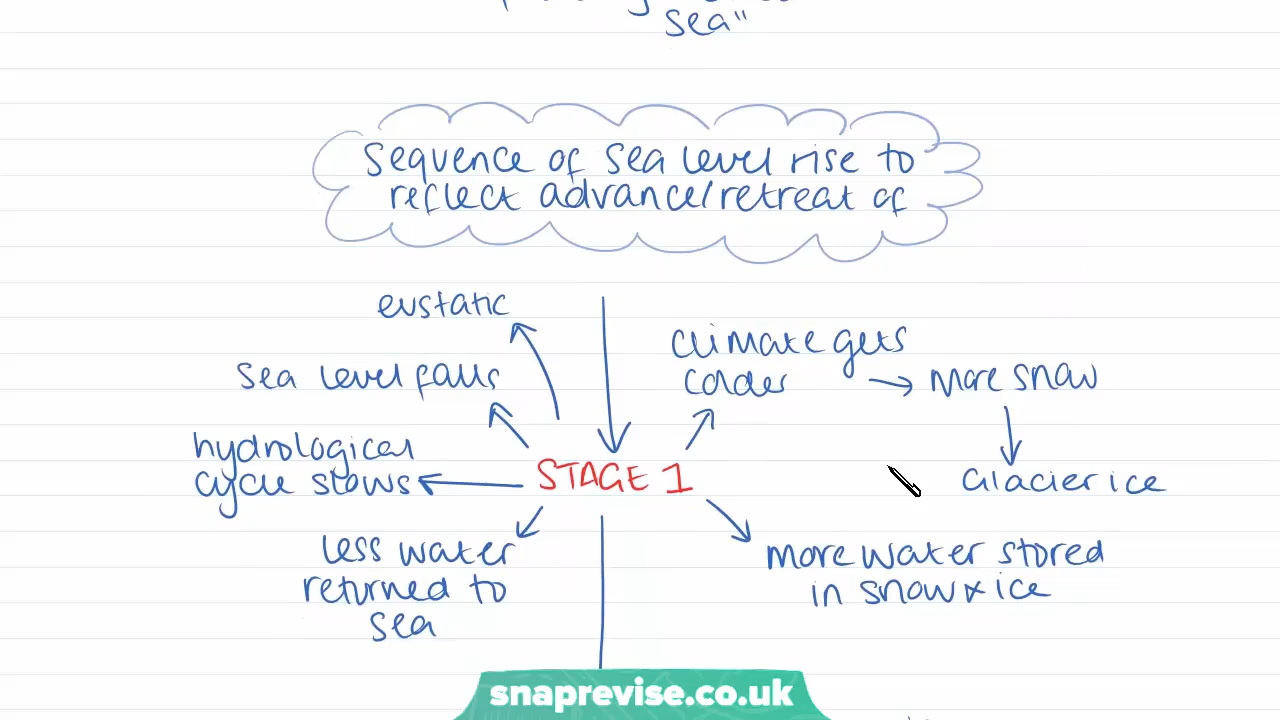 sea"
Sequence of sea level rise to
reflect advance/retreat of
eustatic
climate gets
colder
more snow
sea level falls
hydrological
cycle slows
STAGE 1
Glacier ice
less water
returned to
sea
more water stored
in snow & ice
snaprevise.co.uk